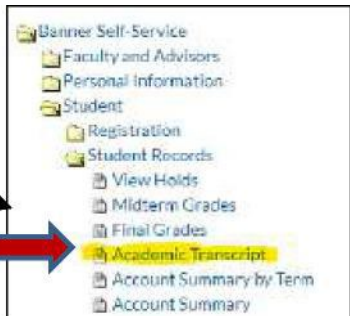 Banner Self-Service
Faculty and Advisors
Personal Information
Student
Registration
Student Records
View Holds
Midterm Grades
Final Grades
Academic Transcript
Account Summary by Term
Account Summary